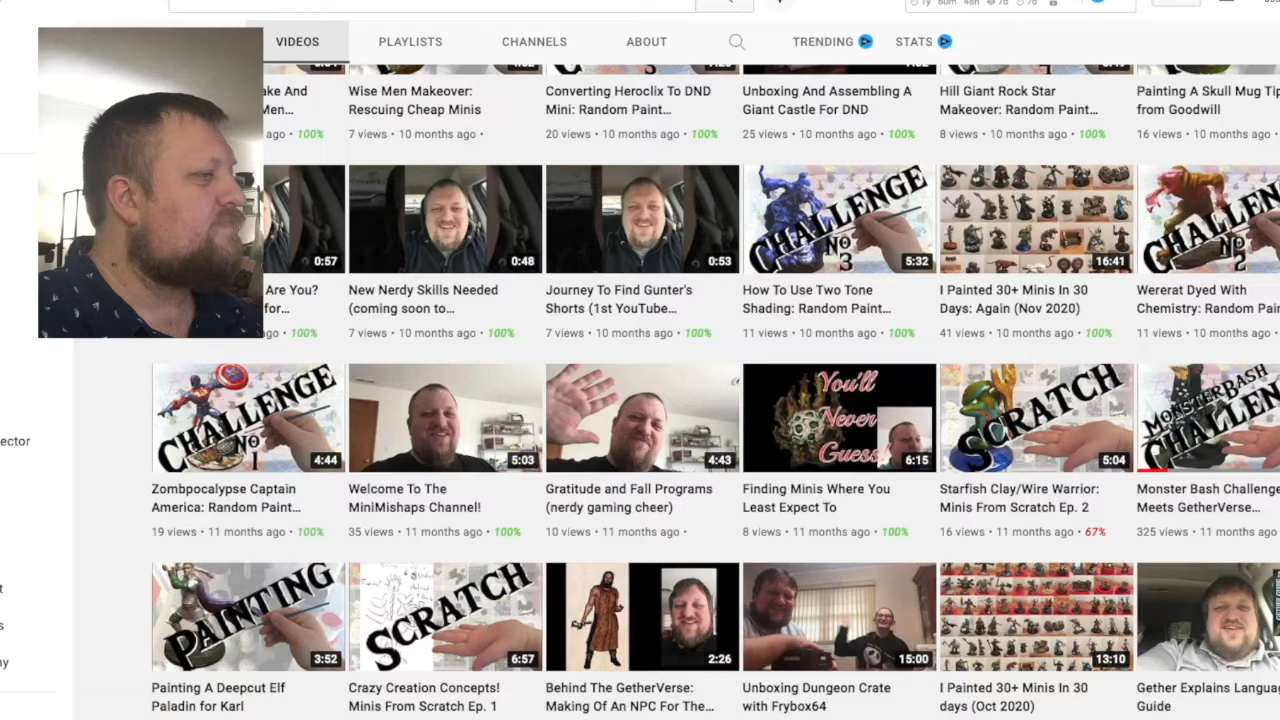 1y 60m 48h 7d 7d
VIDEOS PLAYLISTS CHANNELS ABOUT TRENDING STATS
ake And Wise Men Makeover: Converting Heroclix To DND Unboxing And Assembling A Hill Giant Rock Star Painting A Skull Mug Tip
Men... Rescuing Cheap Minis Mini: Random Paint... Giant Castle For DND Makeover: Random Paint... from Goodwill
ago • 100% 7 views • 10 months ago • 20 views • 10 months ago • 100% 25 views • 10 months ago • 100% 8 views • 10 months ago • 100% 16 views • 10 months ago •
CHALLENGE CHALLEN
No No
3 2
0:57 0:48 0:53 5:32 16:41
Are You? New Nerdy Skills Needed Journey To Find Gunter's How To Use Two Tone I Painted 30+ Minis In 30 Wererat Dyed With
for... (coming soon to... Shorts (1st YouTube... Shading: Random Paint... Days: Again (Nov 2020) Chemistry: Random Pain
ago • 100% 7 views • 10 months ago • 100% 7 views • 10 months ago • 100% 11 views • 10 months ago • 100% 41 views • 10 months ago • 100% 11 views • 10 months ago •
CHALLENGE You'll SCRATCH MONSTER BASH
No Never CHALLEN
1 Guess!
ector
4:44 5:03 4:43 6:15 5:04
Zombpocalypse Captain Welcome To The Gratitude and Fall Programs Finding Minis Where You Starfish Clay/Wire Warrior: Monster Bash Challenge
America: Random Paint... MiniMishaps Channel! (nerdy gaming cheer) Least Expect To Minis From Scratch Ep. 2 Meets GetherVerse...
19 views • 11 months ago • 100% 35 views • 11 months ago • 100% 10 views • 11 months ago • 8 views • 11 months ago • 100% 16 views • 11 months ago • 67% 325 views • 11 months ago
PAINTING SCRATCH
3:52 6:57 2:26 15:00 13:10
Painting A Deepcut Elf Crazy Creation Concepts! Behind The GetherVerse: Unboxing Dungeon Crate I Painted 30+ Minis In 30 Gether Explains Languag
Paladin for Karl Minis From Scratch Ep. 1 Making Of An NPC For The... with Frybox64 days (Oct 2020) Guide